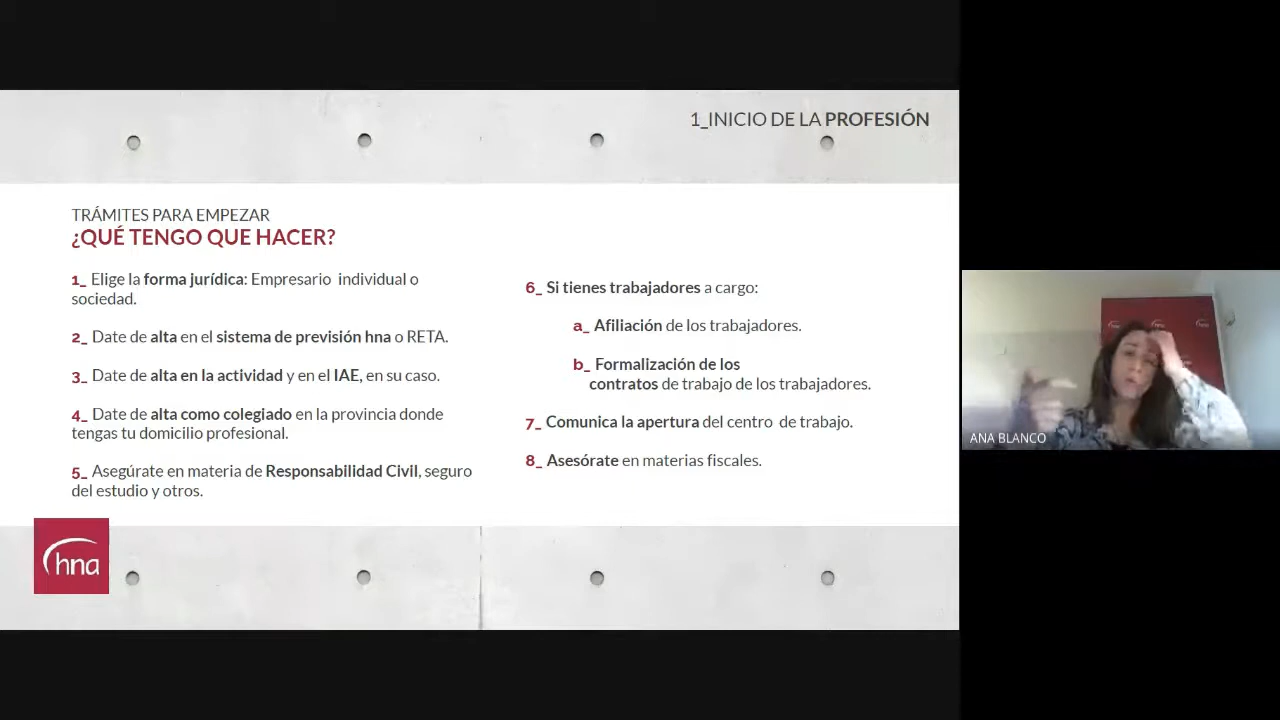 1_INICIO DE LA PROFESIÓN
TRÁMITES PARA EMPEZAR
¿QUÉ TENGO QUE HACER?
1_ Elige la forma jurídica: Empresario individual o
sociedad.
2_ Date de alta en el sistema de previsión hna o RETA.
3_ Date de alta en la actividad y en el IAE, en su caso.
4_ Date de alta como colegiado en la provincia donde
tengas tu domicilio profesional.
5_ Asegúrate en materia de Responsabilidad Civil, seguro
del estudio y otros.
6_ Si tienes trabajadores a cargo:
a_ Afiliación de los trabajadores.
b_ Formalización de los
contratos de trabajo de los trabajadores.
7_ Comunica la apertura del centro de trabajo.
8_ Asesórate en materias fiscales.
hna
ANA BLANCO